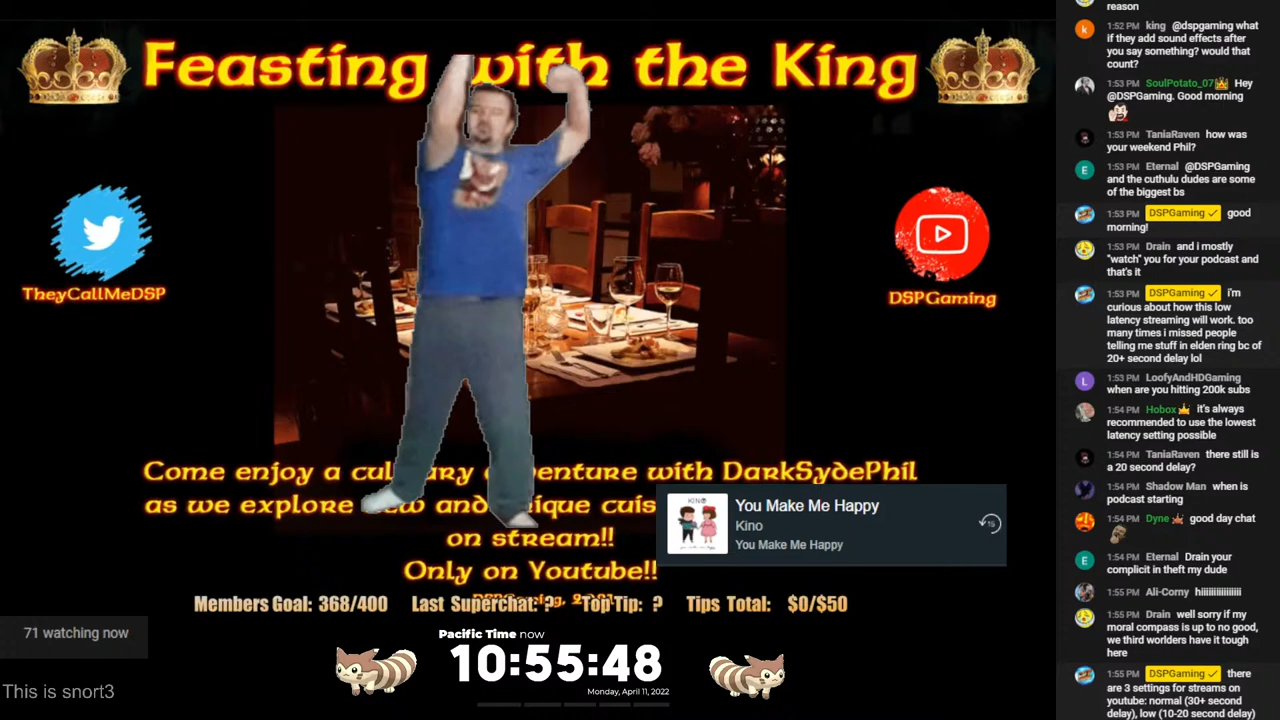 Feasting with the King
TheyCallMeDSP
DSPGaming
Come enjoy a culinary adventure with DarkSydePhil
as we explore new and unique cuis
on stream!!
Only on Youtube!!
Members Goal: 368/400 Last Superchat: ? Top Tip: ? Tips Total: $0/$50
You Make Me Happy
Kino
You Make Me Happy
KINO
15
71 watching now
This is snort3
Pacific Time now
10:55:48
Monday, April 11, 2022
reason
1:52 PM king @dspgaming what
if they add sound effects after
you say something? would that
count?
1:53 PM SoulPotato_07 Hey
@DSPGaming. Good morning
1:53 PM TaniaRaven how was
your weekend Phil?
1:53 PM Eternal @DSPGaming
and the cuthulu dudes are some
of the biggest bs
1:53 PM DSPGaming good
morning!
1:53 PM Drain and i mostly
"watch" you for your podcast and
that's it
1:53 PM DSPGaming i'm
curious about how this low
latency streaming will work. too
many times i missed people
telling me stuff in elden ring bc of
20+ second delay lol
1:53 PM LoofyAndHDGaming
when are you hitting 200k subs
1:54 PM Hobox it's always
recommended to use the lowest
latency setting possible
1:54 PM TaniaRaven there still is
a 20 second delay?
1:54 PM Shadow Man when is
podcast starting
1:54 PM Dyne good day chat
1:54 PM Eternal Drain your
complicit in theft my dude
1:55 PM Ali-Corny hiiiiiiiiiiiiiii
1:55 PM Drain well sorry if my
moral compass is up to no good,
we third worlders have it tough
here
1:55 PM DSPGaming there
are 3 settings for streams on
youtube: normal (30+ second
delay), low (10-20 second delay)